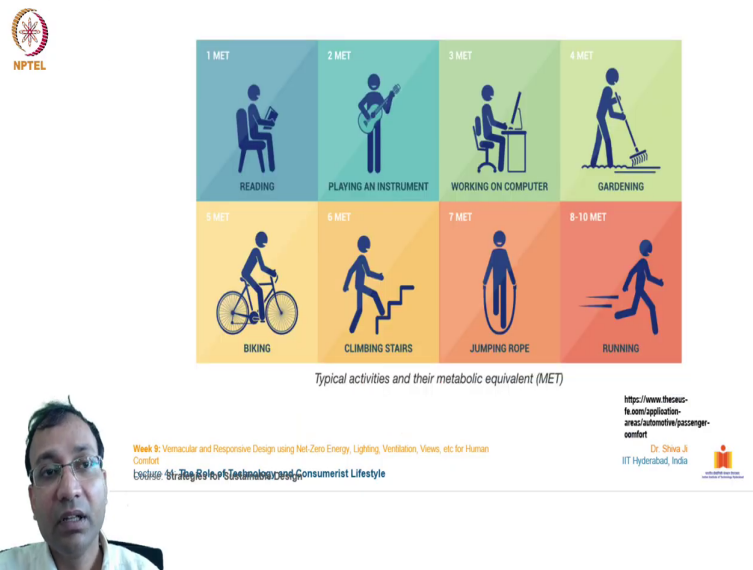 NPTEL
1 MET
2 MET
3 MET
4 MET
READING
PLAYING AN INSTRUMENT
WORKING ON COMPUTER
GARDENING
5 MET
6 MET
7 MET
8-10 MET
BIKING
CLIMBING STAIRS
JUMPING ROPE
RUNNING
Typical activities and their metabolic equivalent (MET)
https://www.theseus-
fe.com/application-
areas/automotive/passenger-
comfort
Week 9: Vernacular and Responsive Design using Net-Zero Energy, Lighting, Ventilation, Views, etc for Human
Comfort
The Role of Technology and Consumerist Lifestyle
Course: Strategies for Sustainable Design
Dr. Shiva Ji
IIT Hyderabad, India